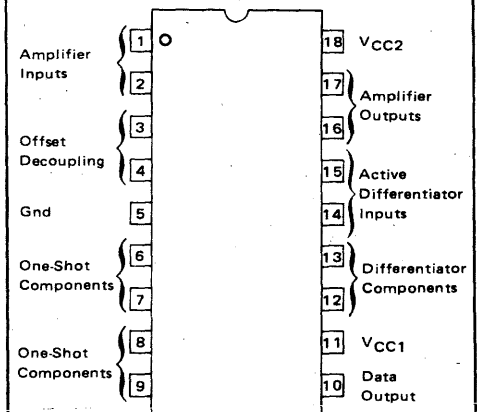 Amplifier
Inputs
1
2
Offset
Decoupling
3
4
Gnd
5
One-Shot
Components
6
7
One-Shot
Components
8
9
18
VCC2
17
16
Amplifier
Outputs
15
14
Active
Differentiator
Inputs
13
12
Differentiator
Components
11
VCC1
10
Data
Output